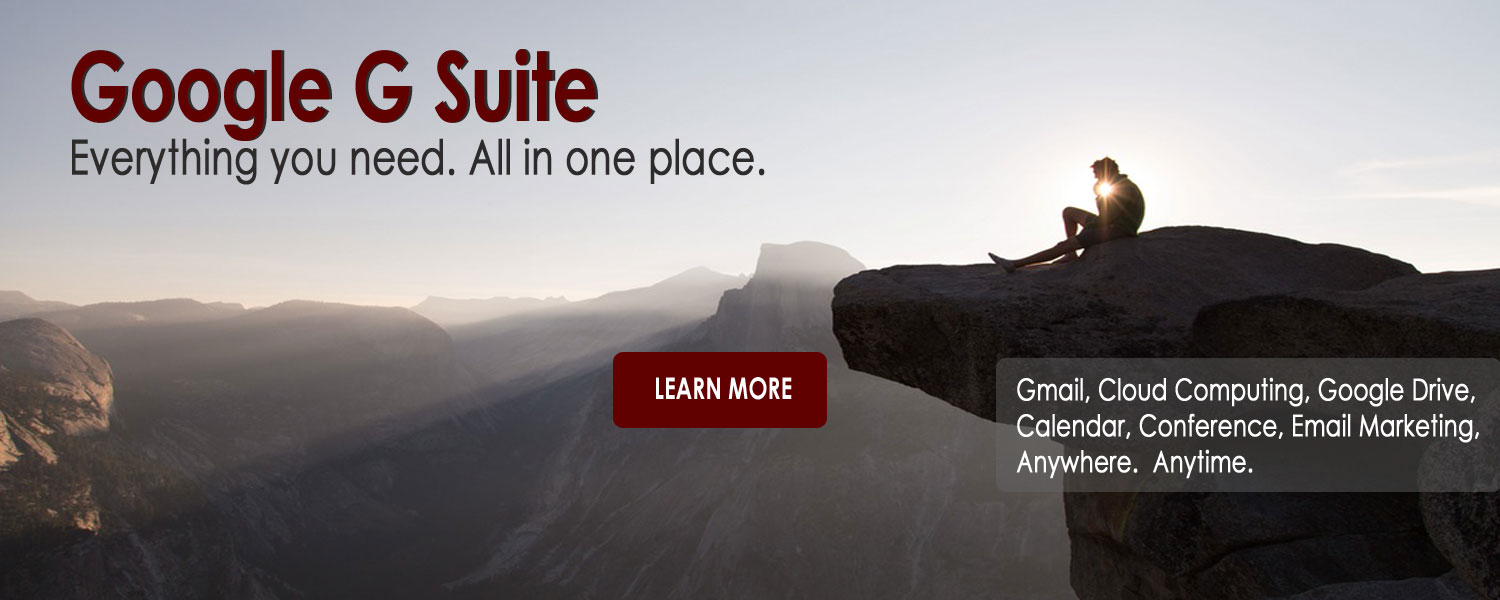 Google G Suite
Everything you need. All in one place.
LEARN MORE
Gmail, Cloud Computing, Google Drive,
Calendar, Conference, Email Marketing,
Anywhere.  Anytime.